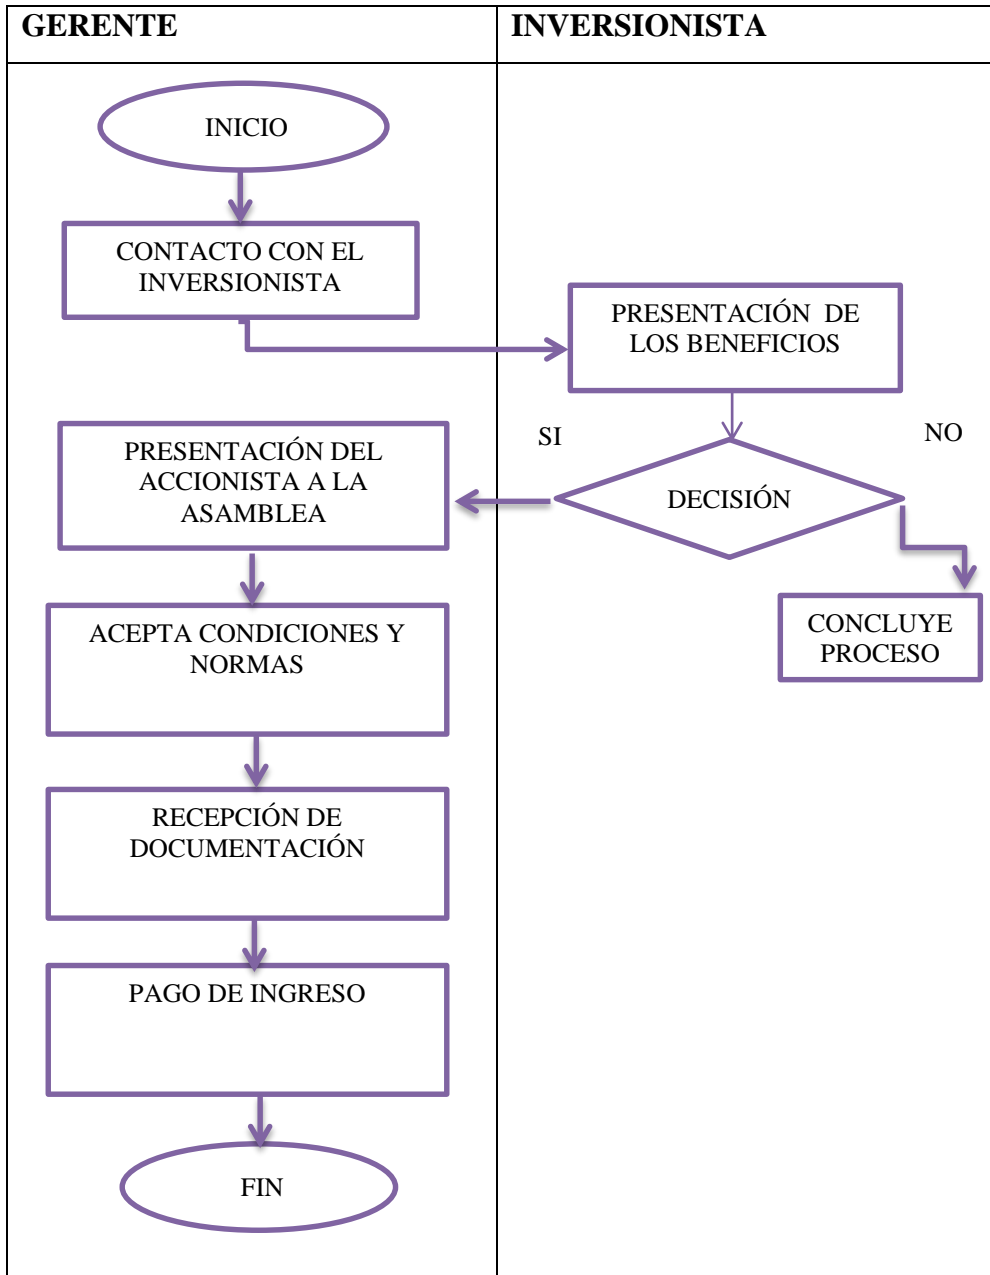 GERENTE
INVERSIONISTA
INICIO
CONTACTO CON EL
INVERSIONISTA
PRESENTACIÓN DE
LOS BENEFICIOS
SI
NO
DECISIÓN
PRESENTACIÓN DEL
ACCIONISTA A LA
ASAMBLEA
CONCLUYE
PROCESO
ACEPTA CONDICIONES Y
NORMAS
RECEPCIÓN DE
DOCUMENTACIÓN
PAGO DE INGRESO
FIN